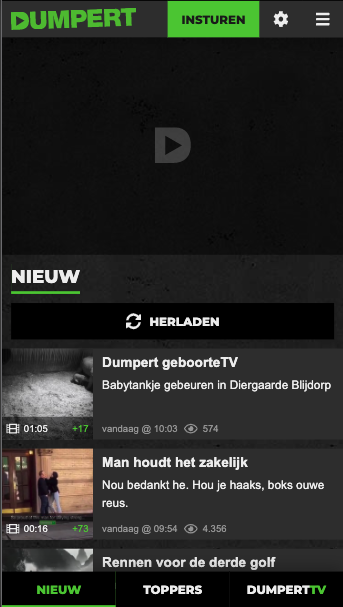 DUMPERT
INSTUREN
NIEUW
HERLADEN
Dumpert geboorteTV
Babytankje gebeuren in Diergaarde Blijdorp
01:05
+17
vandaag @ 10:03
574
Man houdt het zakelijk
Nou bedankt he. Hou je haaks, boks ouwe
reus.
00:16
+73
vandaag @ 09:54
4.356
Rennen voor de derde golf
NIEUW
TOPPERS
DUMPERTTV